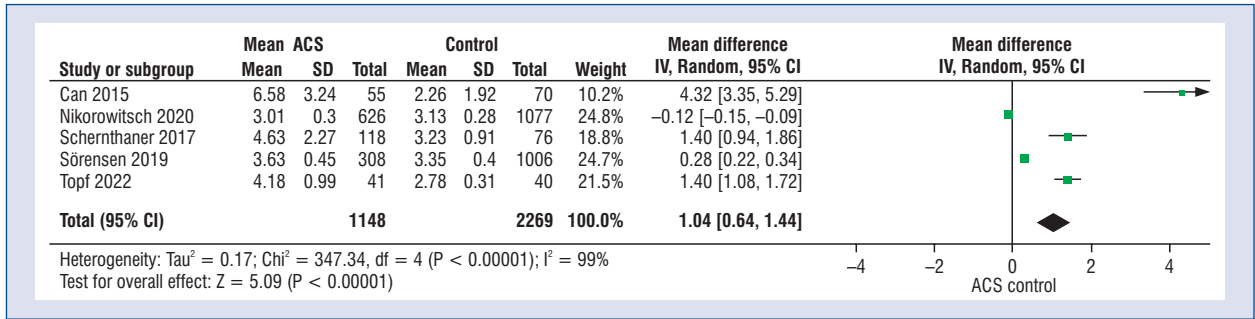 Mean ACS Control Mean difference Mean difference
Study or subgroup Mean SD Total Mean SD Total Weight IV, Random, 95% CI IV, Random, 95% CI
Can 2015 6.58 3.24 55 2.26 1.92 70 10.2% 4.32 [3.35, 5.29]
Nikorowitsch 2020 3.01 0.3 626 3.13 0.28 1077 24.8% −0.12 [−0.15, −0.09]
Schernthaner 2017 4.63 2.27 118 3.23 0.91 76 18.8% 1.40 [0.94, 1.86]
Sörensen 2019 3.63 0.45 308 3.35 0.4 1006 24.7% 0.28 [0.22, 0.34]
Topf 2022 4.18 0.99 41 2.78 0.31 40 21.5% 1.40 [1.08, 1.72]
Total (95% CI) 1148 2269 100.0% 1.04 [0.64, 1.44]
Heterogeneity: Tau² = 0.17; Chi² = 347.34, df = 4 (P < 0.00001); I² = 99%
Test for overall effect: Z = 5.09 (P < 0.00001)
−4 −2 0 2 4
ACS control